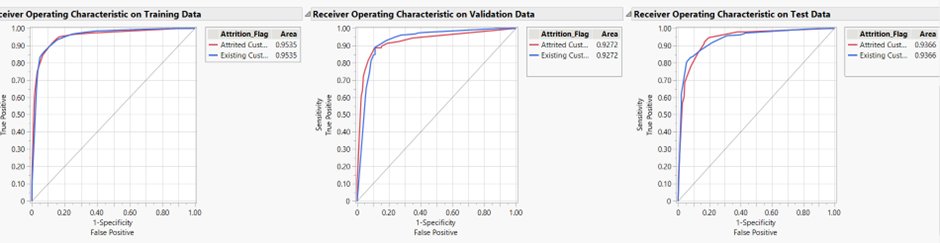 ceiver Operating Characteristic on Training Data
Attrition_Flag Area
Attrited Cust... 0.9535
Existing Cust... 0.9535
1.00
0.90
0.80
0.70
0.60
0.50
0.40
0.30
0.20
0.10
0
True Positive
0 0.20 0.40 0.60 0.80 1.00
1-Specificity
False Positive
Receiver Operating Characteristic on Validation Data
Attrition_Flag Area
Attrited Cust... 0.9272
Existing Cust... 0.9272
1.00
0.90
0.80
0.70
0.60
0.50
0.40
0.30
0.20
0.10
0
Sensitivity
True Positive
0 0.20 0.40 0.60 0.80 1.00
1-Specificity
False Positive
Receiver Operating Characteristic on Test Data
Attrition_Flag Area
Attrited Cust... 0.9366
Existing Cust... 0.9366
1.00
0.90
0.80
0.70
0.60
0.50
0.40
0.30
0.20
0.10
0
Sensitivity
True Positive
0 0.20 0.40 0.60 0.80 1.00
1-Specificity
False Positive